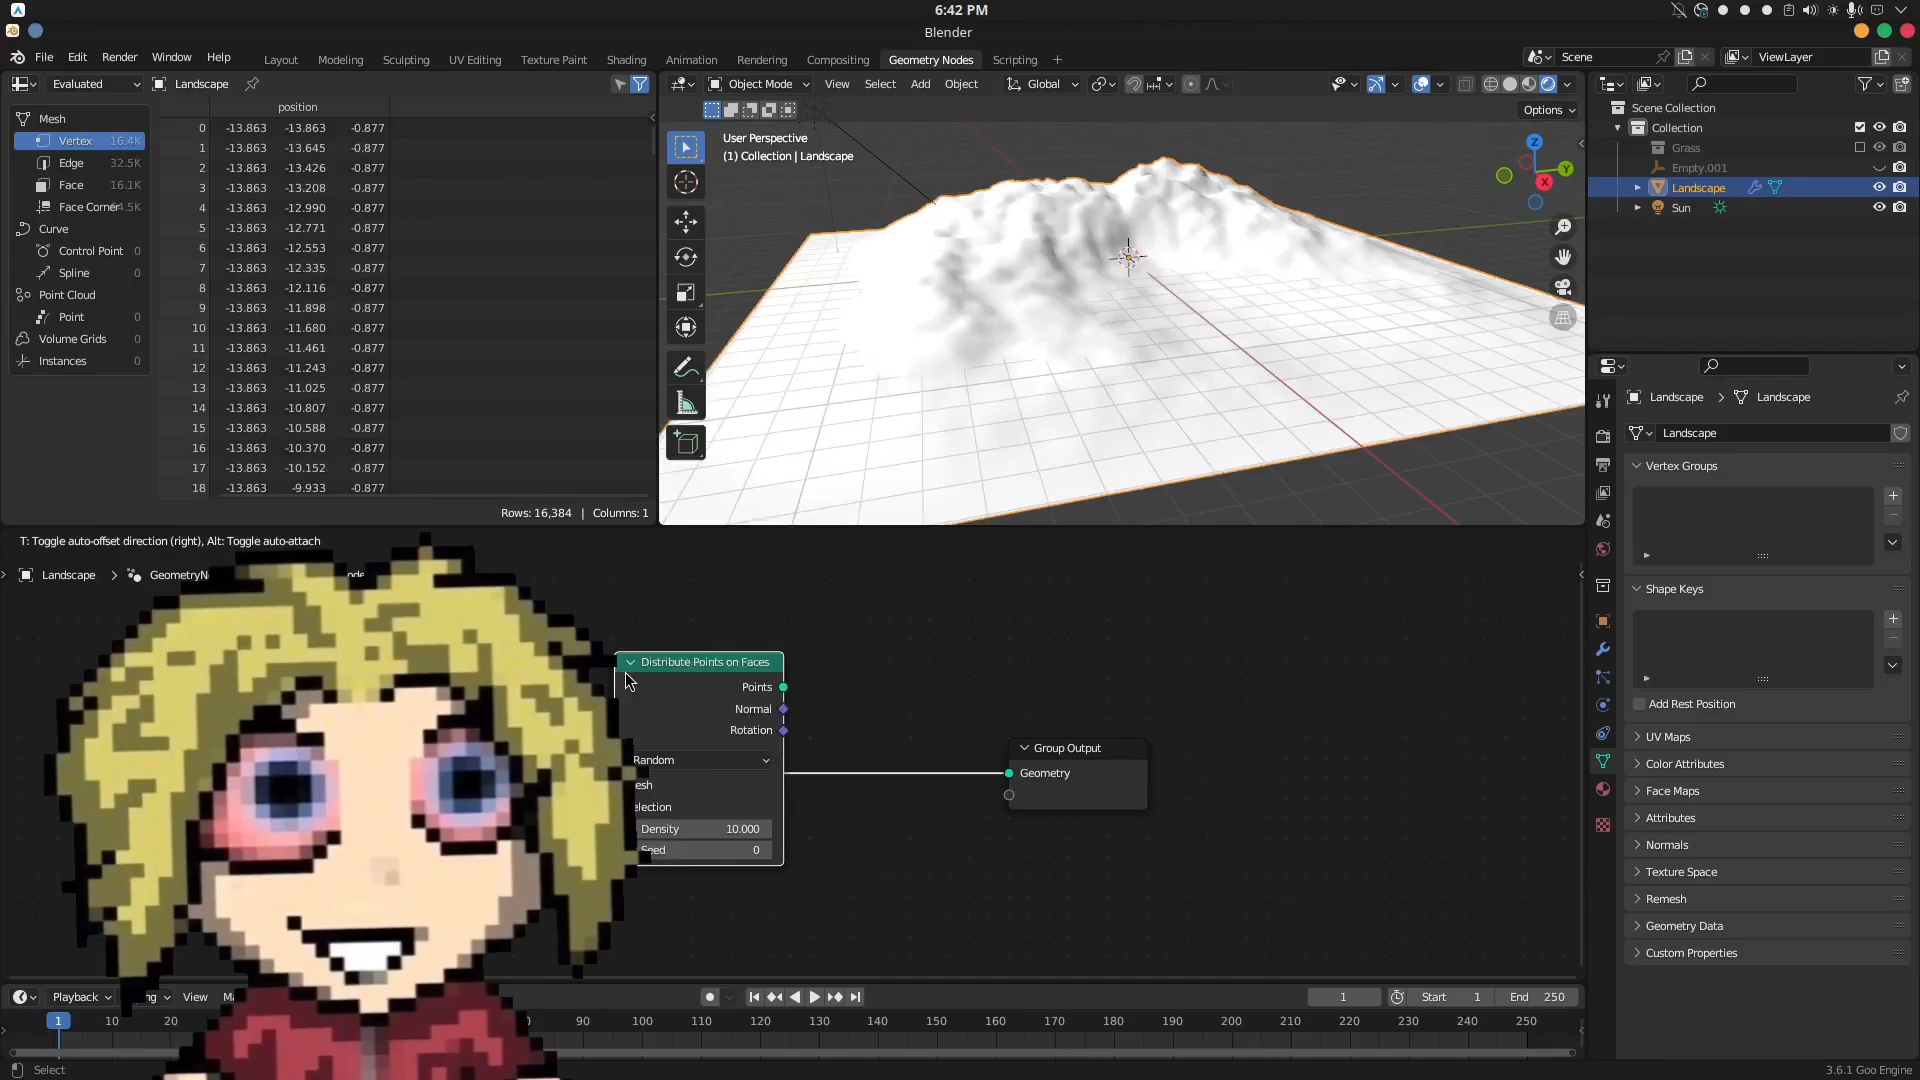 6:42 PM
Blender
File Edit Render Window Help
Layout Modeling Sculpting UV Editing Texture Paint Shading Animation Rendering Compositing Geometry Nodes Scripting +
Scene
ViewLayer
Evaluated
Landscape
Mesh
Vertex 16.4K
Edge 32.5K
Face 16.1K
Face Corner 64.5K
Curve
Control Point 0
Spline 0
Point Cloud
Point 0
Volume Grids 0
Instances 0
position
0 -13.863 -13.863 -0.877
1 -13.863 -13.645 -0.877
2 -13.863 -13.426 -0.877
3 -13.863 -13.208 -0.877
4 -13.863 -12.990 -0.877
5 -13.863 -12.771 -0.877
6 -13.863 -12.553 -0.877
7 -13.863 -12.335 -0.877
8 -13.863 -12.116 -0.877
9 -13.863 -11.898 -0.877
10 -13.863 -11.680 -0.877
11 -13.863 -11.461 -0.877
12 -13.863 -11.243 -0.877
13 -13.863 -11.025 -0.877
14 -13.863 -10.807 -0.877
15 -13.863 -10.588 -0.877
16 -13.863 -10.370 -0.877
17 -13.863 -10.152 -0.877
18 -13.863 -9.933 -0.877
Rows: 16,384 | Columns: 1
Object Mode View Select Add Object Global
Options
User Perspective
(1) Collection | Landscape
Z
Y
X
Scene Collection
Collection
Grass
Empty.001
Landscape
Sun
Landscape > Landscape
Landscape
Vertex Groups
Shape Keys
Add Rest Position
UV Maps
Color Attributes
Face Maps
Attributes
Normals
Texture Space
Remesh
Geometry Data
Custom Properties
T: Toggle auto-offset direction (right), Alt: Toggle auto-attach
Landscape > GeometryN
Distribute Points on Faces
Points
Normal
Rotation
Random
esh
election
Density 10.000
Seed 0
Group Output
Geometry
Playback View
1 Start 1 End 250
1 10 20 90 100 110 120 130 140 150 160 170 180 190 200 210 220 230 240 250
Select
3.6.1 Goo Engine